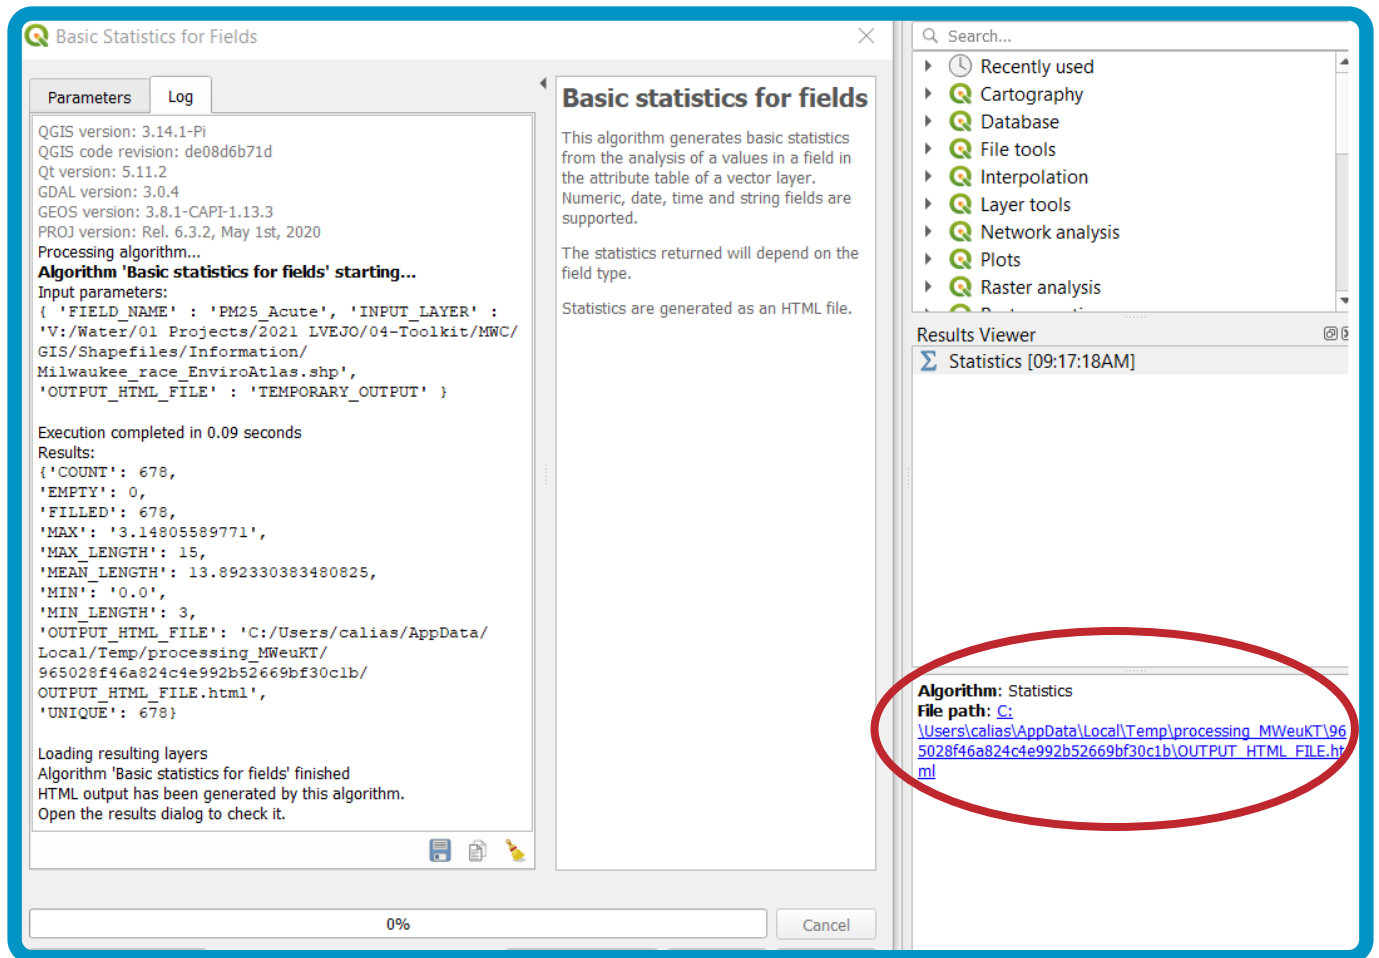 Basic Statistics for Fields
Parameters
Log
QGIS version: 3.14.1-Pi
QGIS code revision: de08d6b71d
Qt version: 5.11.2
GDAL version: 3.0.4
GEOS version: 3.8.1-CAPI-1.13.3
PROJ version: Rel. 6.3.2, May 1st, 2020
Processing algorithm...
Algorithm 'Basic statistics for fields' starting...
Input parameters:
{ 'FIELD_NAME' : 'PM25_Acute', 'INPUT_LAYER' :
'V:/Water/01 Projects/2021 LVEJO/04-Toolkit/MWC/
GIS/Shapefiles/Information/
Milwaukee_race_EnviroAtlas.shp',
'OUTPUT_HTML_FILE' : 'TEMPORARY_OUTPUT' }
Execution completed in 0.09 seconds
Results:
{'COUNT': 678,
'EMPTY': 0,
'FILLED': 678,
'MAX': '3.14805589771',
'MAX_LENGTH': 15,
'MEAN_LENGTH': 13.892330383480825,
'MIN': '0.0',
'MIN_LENGTH': 3,
'OUTPUT_HTML_FILE': 'C:/Users/calias/AppData/
Local/Temp/processing_MWeuKT/
965028f46a824c4e992b52669bf30c1b/
OUTPUT_HTML_FILE.html',
'UNIQUE': 678}
Loading resulting layers
Algorithm 'Basic statistics for fields' finished
HTML output has been generated by this algorithm.
Open the results dialog to check it.
0%
Cancel
Basic statistics for fields
This algorithm generates basic statistics
from the analysis of a values in a field in
the attribute table of a vector layer.
Numeric, date, time and string fields are
supported.
The statistics returned will depend on the
field type.
Statistics are generated as an HTML file.
Search...
Recently used
Cartography
Database
File tools
Interpolation
Layer tools
Network analysis
Plots
Raster analysis
Results Viewer
Statistics [09:17:18AM]
Algorithm: Statistics
File path: C:
\Users\calias\AppData\Local\Temp\processing_MWeuKT\96
5028f46a824c4e992b52669bf30c1b\OUTPUT_HTML_FILE.ht
ml